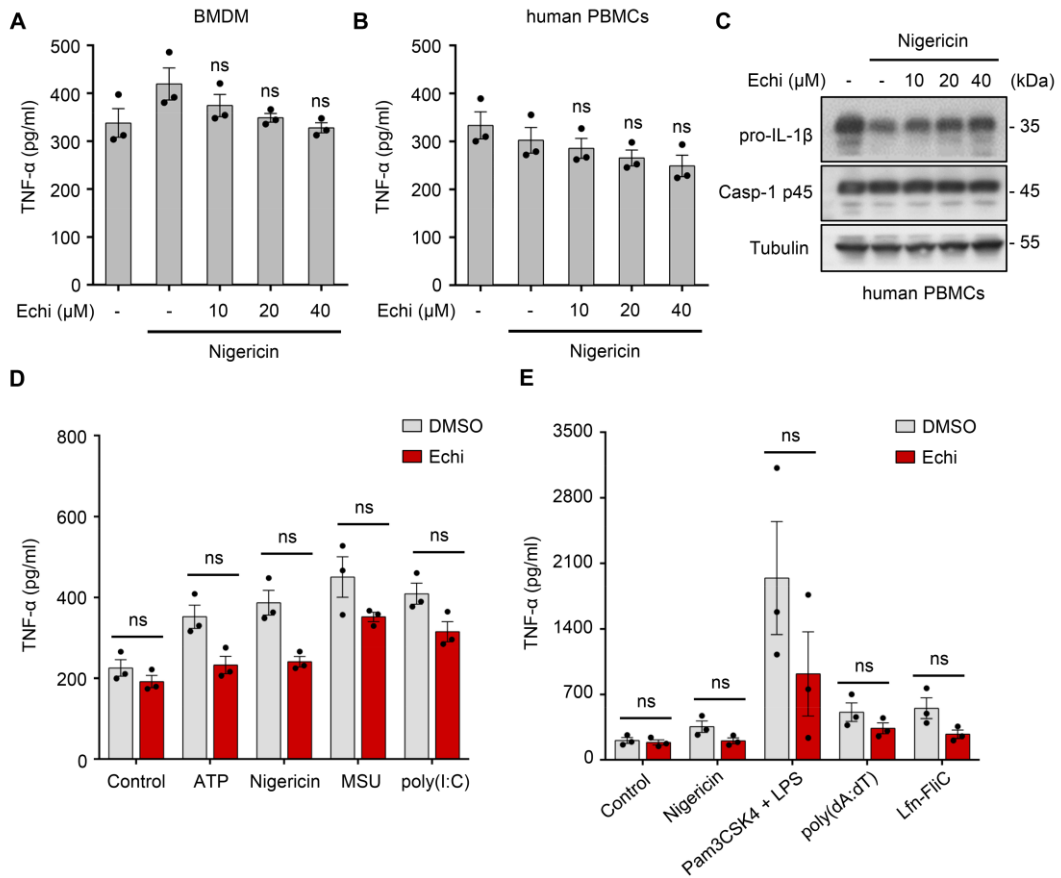 A
BMDM
TNF-α (pg/ml)
500
400
300
200
100
0
ns ns ns
Echi (μM) - - 10 20 40
Nigericin
B
human PBMCs
TNF-α (pg/ml)
500
400
300
200
100
0
ns ns ns
Echi (μM) - - 10 20 40
Nigericin
C
Nigericin
Echi (μM) - - 10 20 40 (kDa)
pro-IL-1β - 35
Casp-1 p45 - 45
Tubulin - 55
human PBMCs
D
DMSO
Echi
TNF-α (pg/ml)
800
600
400
200
0
ns ns ns ns ns
Control ATP Nigericin MSU poly(I:C)
E
DMSO
Echi
TNF-α (pg/ml)
3500
2800
2100
1400
700
0
ns ns ns ns ns
Control
Nigericin
Pam3CSK4 + LPS
poly(dA:dT)
Lfn-FliC